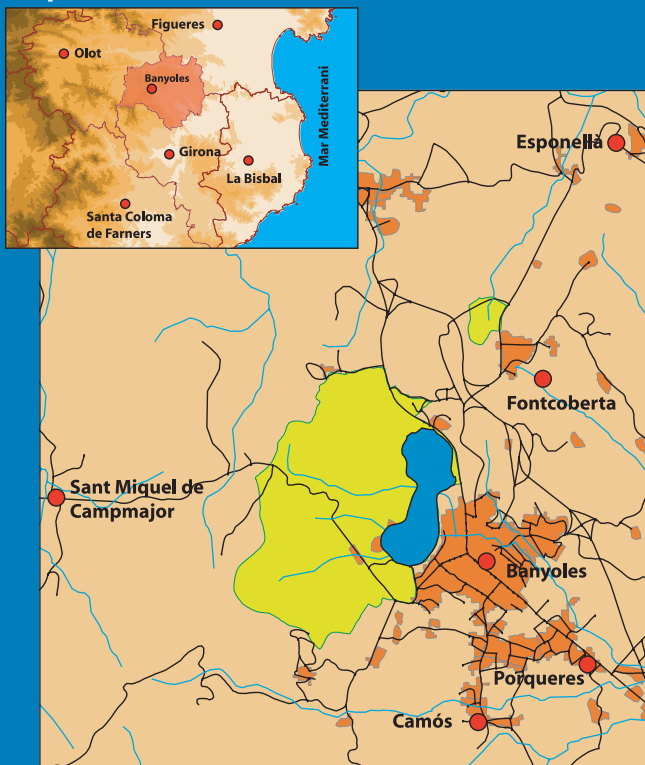 Figueres
Olot
Banyoles
Mar Mediterrani
Girona
La Bisbal
Santa Coloma
de Farners
Esponellà
Fontcoberta
Sant Miquel de
Campmajor
Banyoles
Porqueres
Camós